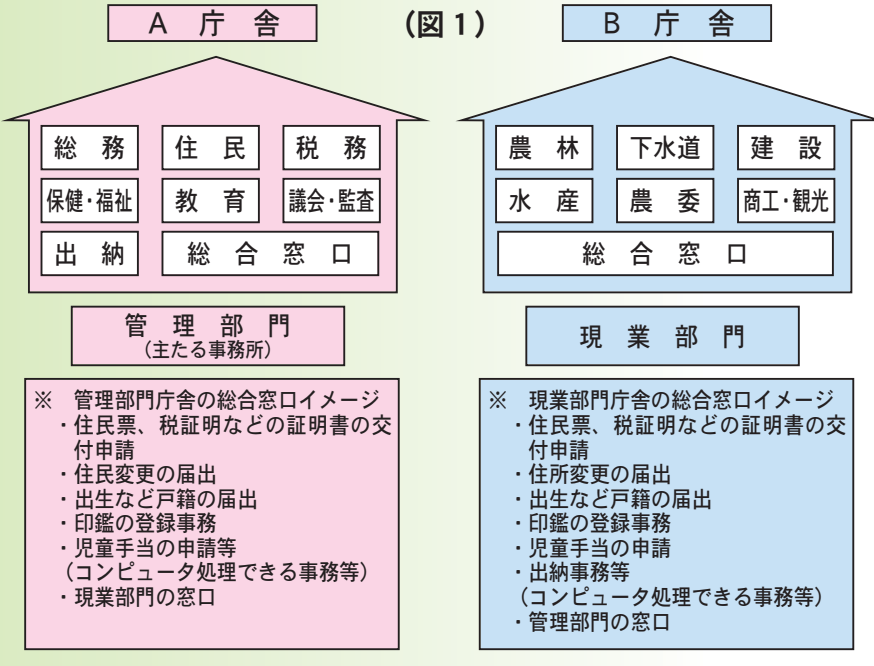 A 庁 舎
(図1)
B 庁 舎
総 務
住 民
税 務
保健・福祉
教 育
議会・監査
出 納
総 合 窓 口
管 理 部 門
(主たる事務所)
※ 管理部門庁舎の総合窓口イメージ
・住民票、税証明などの証明書の交
付申請
・住民変更の届出
・出生など戸籍の届出
・印鑑の登録事務
・児童手当の申請等
(コンピュータ処理できる事務等)
・現業部門の窓口
農 林
下水道
建 設
水 産
農 委
商工・観光
総 合 窓 口
現 業 部 門
※ 現業部門庁舎の総合窓口イメージ
・住民票、税証明などの証明書の交
付申請
・住所変更の届出
・出生など戸籍の届出
・印鑑の登録事務
・児童手当の申請
・出納事務等
(コンピュータ処理できる事務等)
・管理部門の窓口